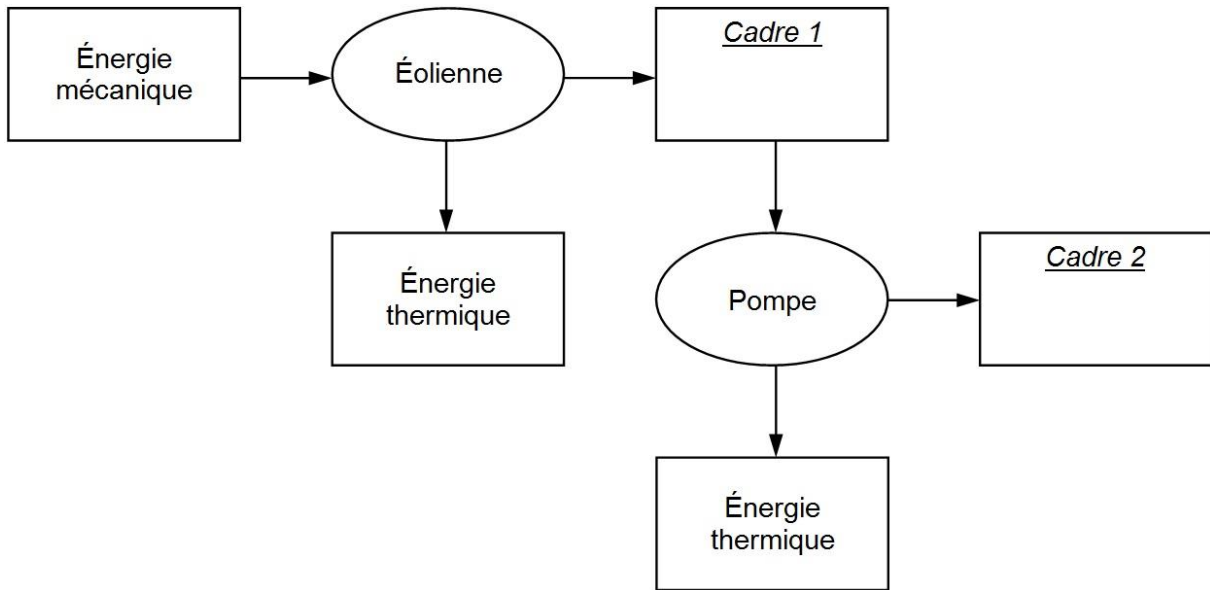 Énergie
mécanique
Éolienne
Cadre 1
Énergie
thermique
Pompe
Cadre 2
Énergie
thermique